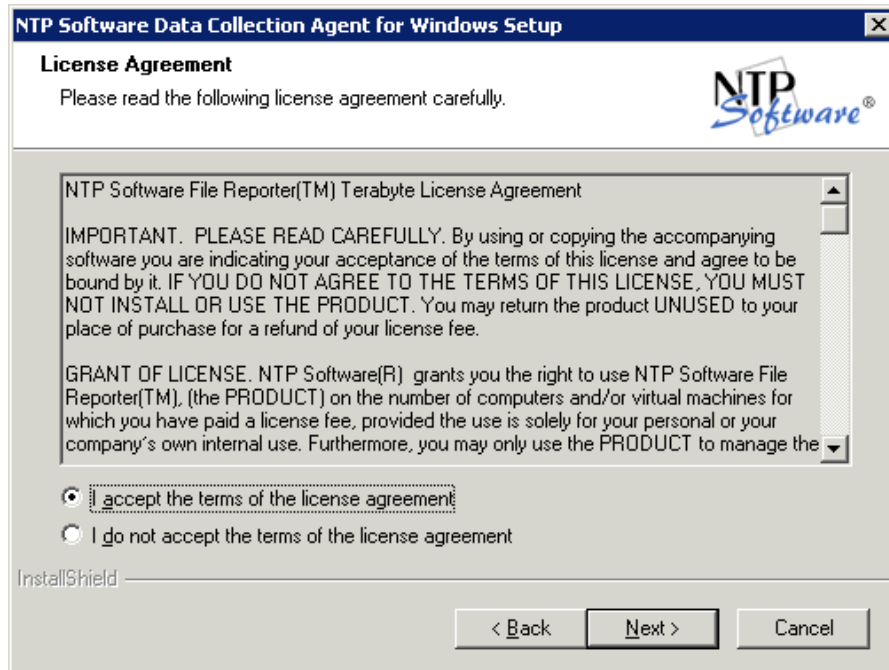 NTP Software Data Collection Agent for Windows Setup
License Agreement
Please read the following license agreement carefully.
NTP
Software®
NTP Software File Reporter(TM) Terabyte License Agreement
IMPORTANT.  PLEASE READ CAREFULLY. By using or copying the accompanying
software you are indicating your acceptance of the terms of this license and agree to be
bound by it. IF YOU DO NOT AGREE TO THE TERMS OF THIS LICENSE, YOU MUST
NOT INSTALL OR USE THE PRODUCT. You may return the product UNUSED to your
place of purchase for a refund of your license fee.
GRANT OF LICENSE. NTP Software(R)  grants you the right to use NTP Software File
Reporter(TM), (the PRODUCT) on the number of computers and/or virtual machines for
which you have paid a license fee, provided the use is solely for your personal or your
company's own internal use. Furthermore, you may only use the PRODUCT to manage the
I accept the terms of the license agreement
I do not accept the terms of the license agreement
InstallShield
< Back Next > Cancel